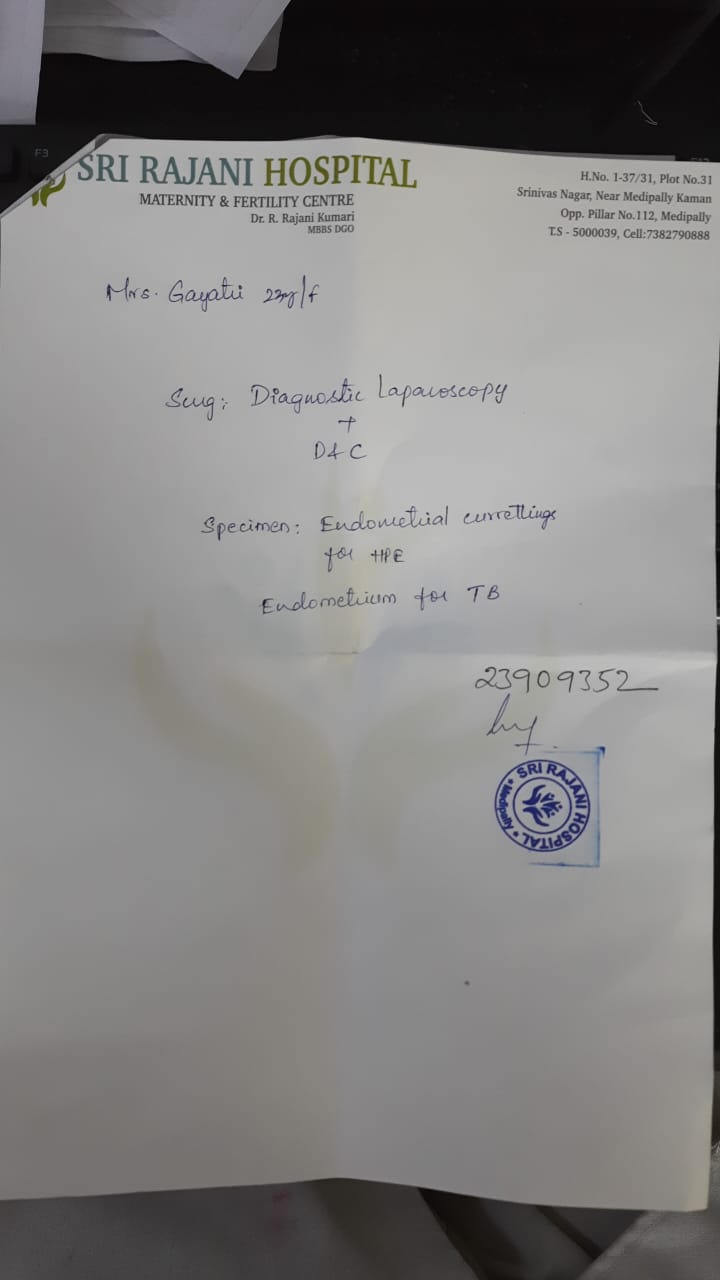 SRI RAJANI HOSPITAL
MATERNITY & FERTILITY CENTRE
Dr. R. Rajani Kumari
MBBS DGO
H.No. 1-37/31, Plot No.31
Srinivas Nagar, Near Medipally Kaman
Opp. Pillar No.112, Medipally
T.S - 5000039, Cell:7382790888
Mrs. Gayatri 22y/f
Surg: Diagnostic Laparoscopy
+
D&C
Specimen: Endometrial currettings
for HPE
Endometrium for TB
23909352
SRI RAJANI HOSPITAL
* Medipally *
F3